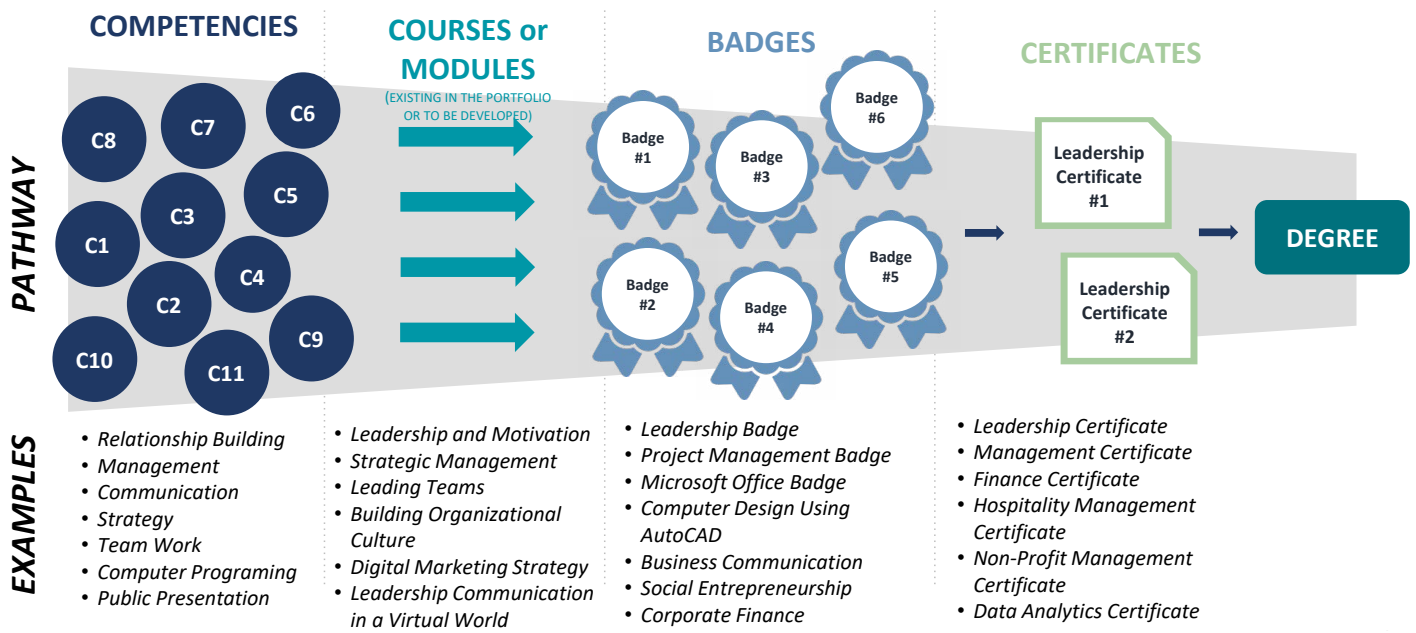 COMPETENCIES
COURSES or
MODULES
(EXISTING IN THE PORTFOLIO
OR TO BE DEVELOPED)
BADGES
CERTIFICATES
PATHWAY
C8
C7
C6
C5
C3
C1
C4
C2
C9
C10
C11
Badge
#1
Badge
#2
Badge
#3
Badge
#4
Badge
#6
Badge
#5
Leadership
Certificate
#1
Leadership
Certificate
#2
DEGREE
EXAMPLES
• Relationship Building
• Management
• Communication
• Strategy
• Team Work
• Computer Programing
• Public Presentation
• Leadership and Motivation
• Strategic Management
• Leading Teams
• Building Organizational
Culture
• Digital Marketing Strategy
• Leadership Communication
in a Virtual World
• Leadership Badge
• Project Management Badge
• Microsoft Office Badge
• Computer Design Using
AutoCAD
• Business Communication
• Social Entrepreneurship
• Corporate Finance
• Leadership Certificate
• Management Certificate
• Finance Certificate
• Hospitality Management
Certificate
• Non-Profit Management
Certificate
• Data Analytics Certificate